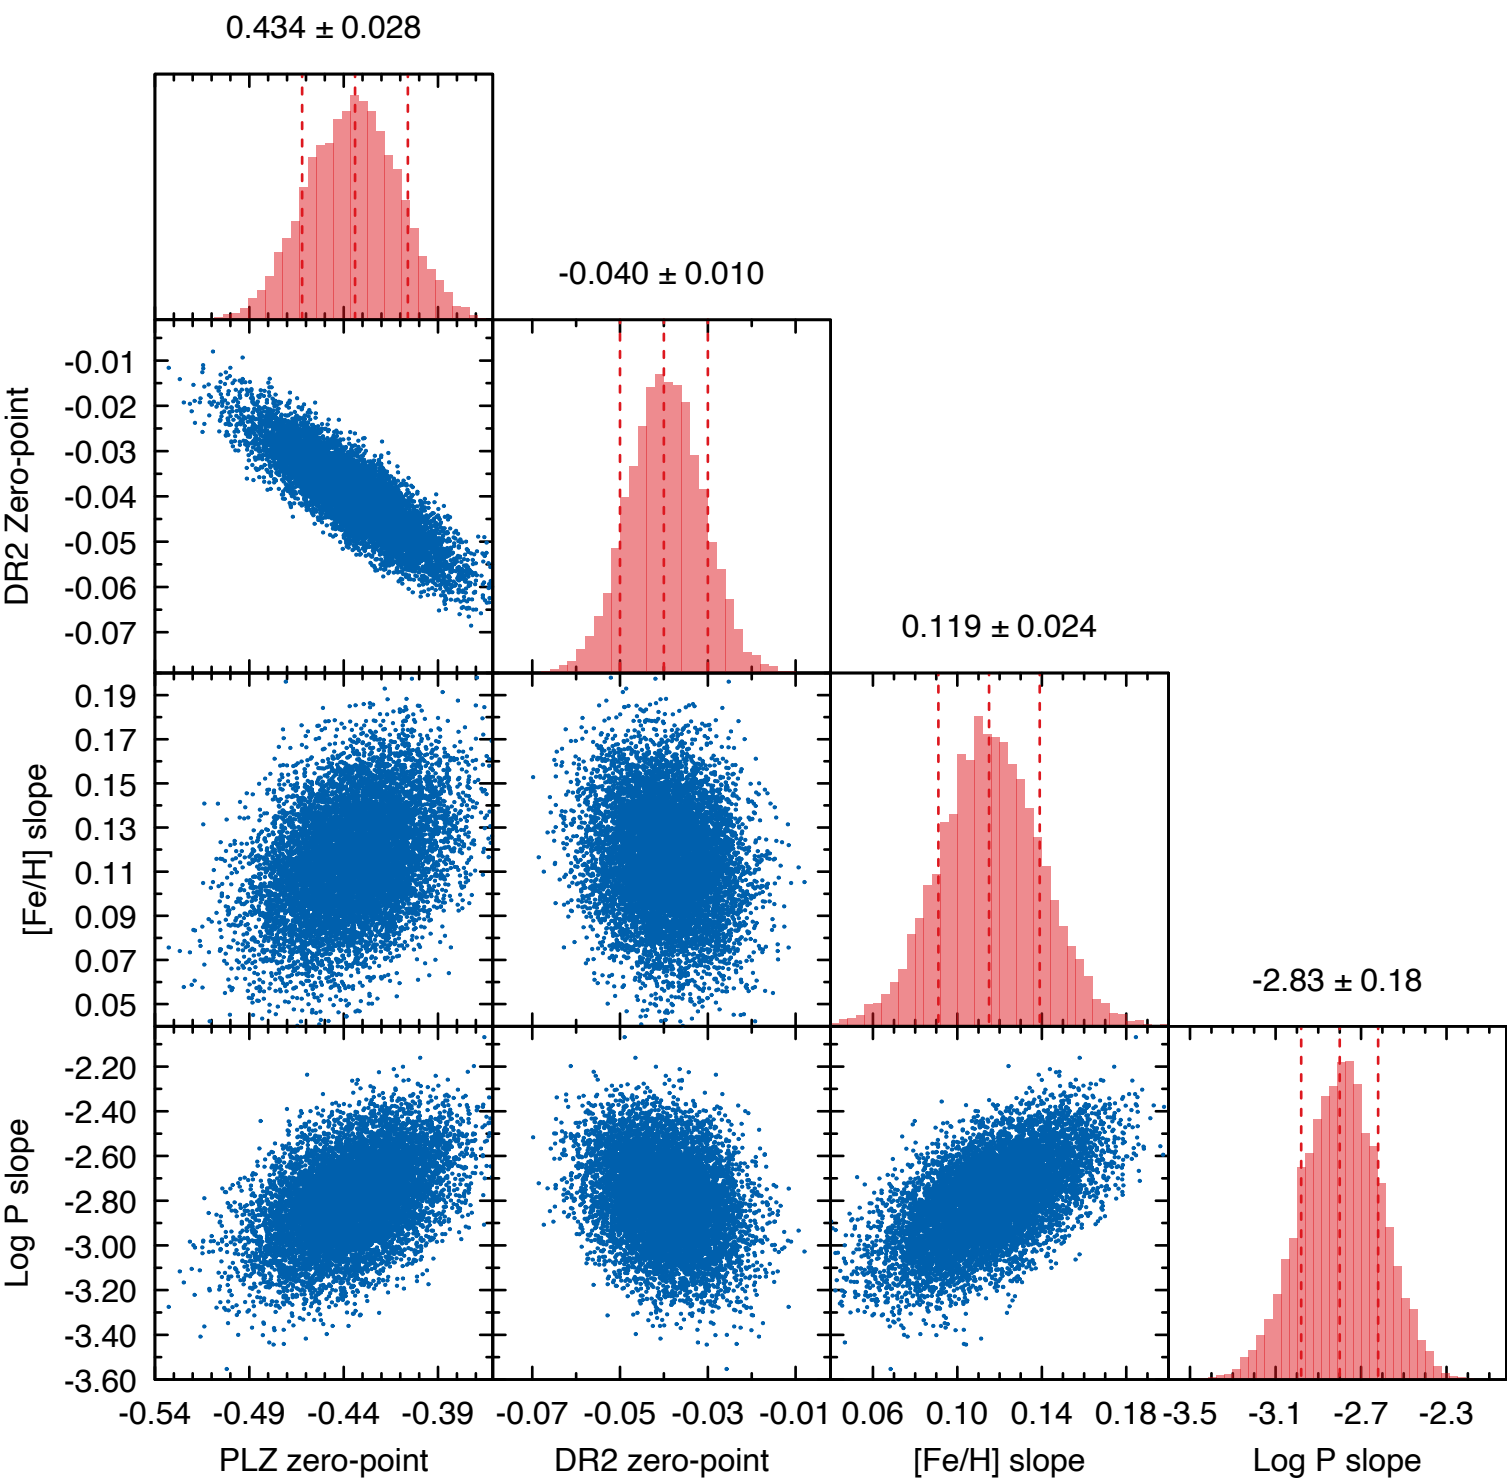 0.434 ± 0.028
-0.040 ± 0.010
-0.01
-0.02
-0.03
-0.04
-0.05
-0.06
-0.07
DR2 Zero-point
0.119 ± 0.024
0.19
0.17
0.15
0.13
0.11
0.09
0.07
0.05
[Fe/H] slope
-2.83 ± 0.18
-2.20
-2.40
-2.60
-2.80
-3.00
-3.20
-3.40
-3.60
Log P slope
-0.54 -0.49 -0.44 -0.39 -0.07 -0.05 -0.03 -0.01 0.06 0.10 0.14 0.18 -3.5 -3.1 -2.7 -2.3
PLZ zero-point DR2 zero-point [Fe/H] slope Log P slope